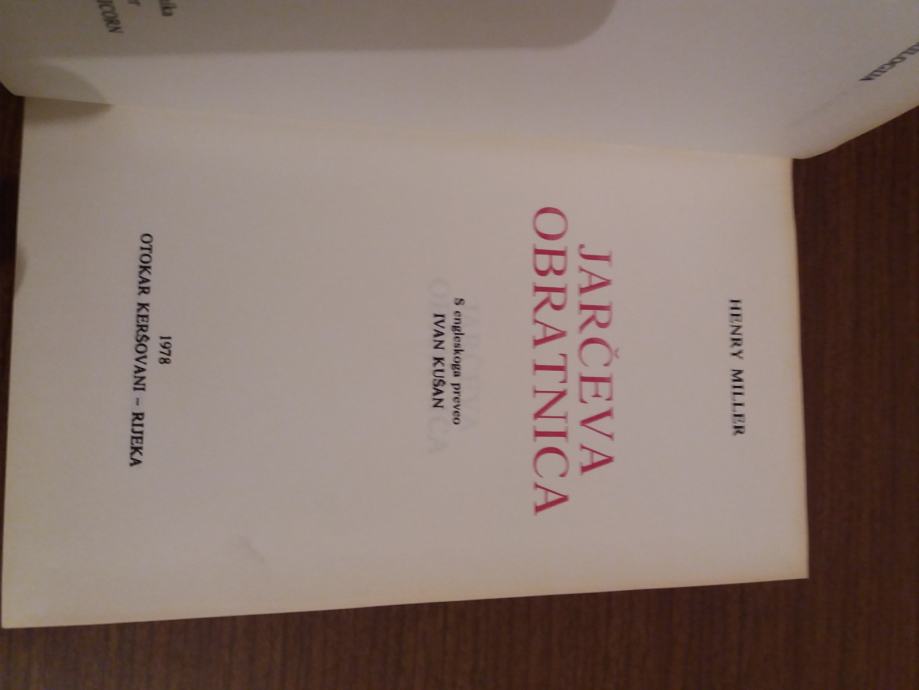 HENRY MILLER
JARČEVA
OBRATNICA
S engleskoga preveo
IVAN KUŠAN
1978
OTOKAR KERŠOVANI – RIJEKA